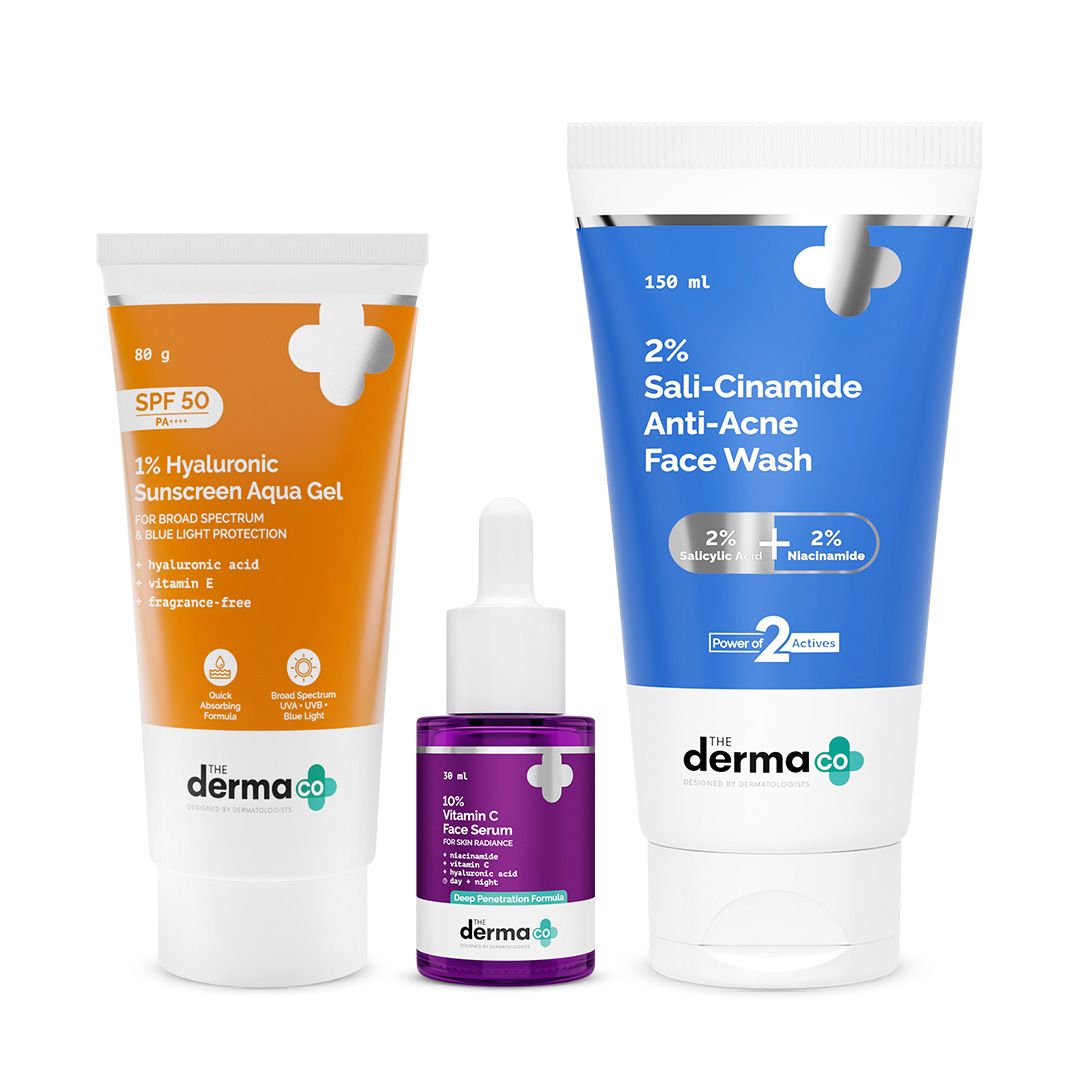 80 g
SPF 50
PA++++
1% Hyaluronic
Sunscreen Aqua Gel
FOR BROAD SPECTRUM
& BLUE LIGHT PROTECTION
+ hyaluronic acid
+ vitamin E
+ fragrance-free
Quick
Absorbing
Formula
Broad Spectrum
UVA • UVB •
Blue Light
THE
derma co
DESIGNED BY DERMATOLOGISTS
30 ml
10%
Vitamin C
Face Serum
FOR SKIN RADIANCE
+ niacinamide
+ vitamin C
+ hyaluronic acid
day + night
Deep Penetration Formula
THE
derma co
DESIGNED BY DERMATOLOGISTS
150 ml
2%
Sali-Cinamide
Anti-Acne
Face Wash
2%
Salicylic Acid
+
2%
Niacinamide
Power of 2 Actives
THE
derma co
DESIGNED BY DERMATOLOGISTS